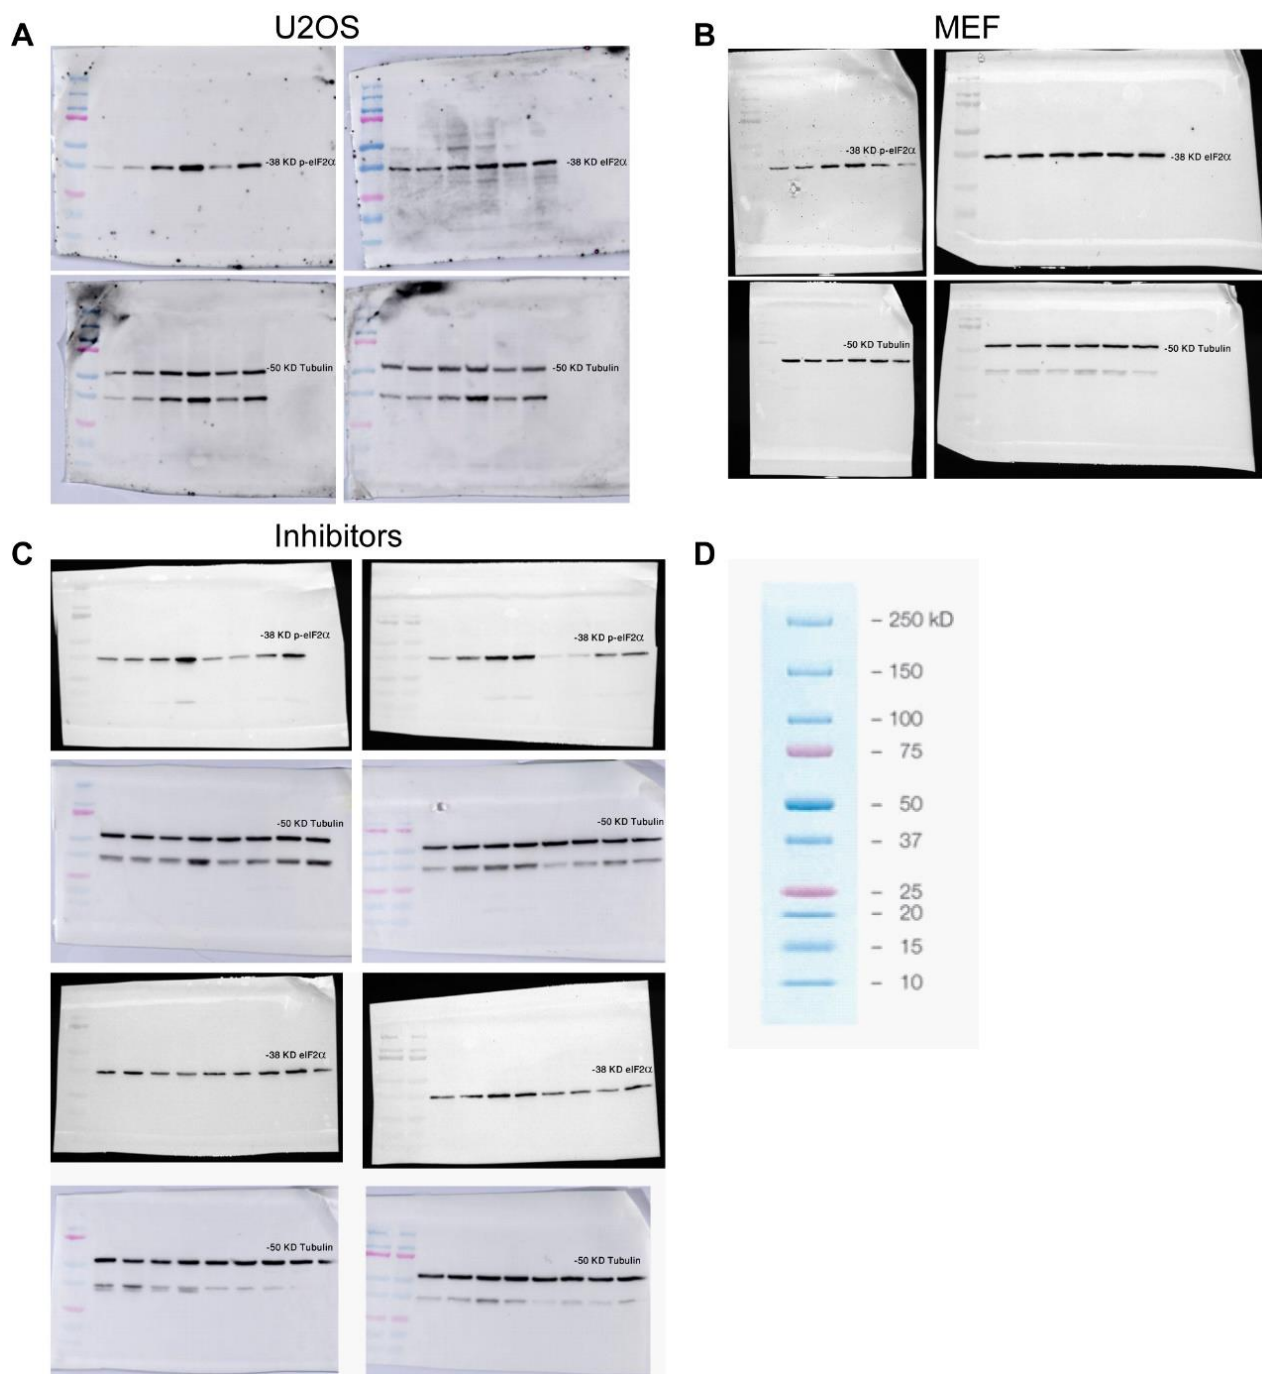 A
U2OS
-38 KD p-eIF2α
-38 KD eIF2α
-50 KD Tubulin
-50 KD Tubulin
B
MEF
-38 KD p-eIF2α
-38 KD eIF2α
-50 KD Tubulin
-50 KD Tubulin
C
Inhibitors
-38 KD p-eIF2α
-38 KD p-eIF2α
-50 KD Tubulin
-50 KD Tubulin
-38 KD eIF2α
-38 KD eIF2α
-50 KD Tubulin
-50 KD Tubulin
D
- 250 kD
- 150
- 100
- 75
- 50
- 37
- 25
- 20
- 15
- 10